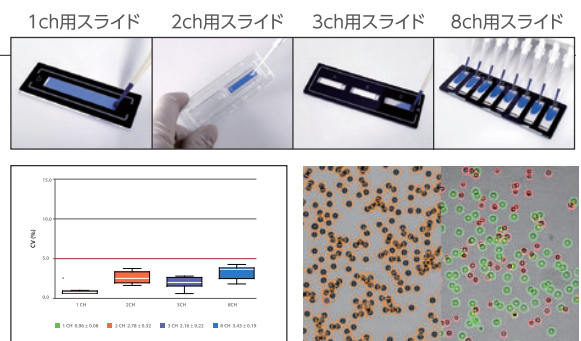 1ch用スライド 2ch用スライド 3ch用スライド 8ch用スライド
15.0
10.0
CV (%)
5.0
0.0
1 CH 2CH 3CH 8CH
1 CH 0.96 ± 0.08 2 CH 2.78 ± 0.32 3 CH 2.16 ± 0.22 8 CH 3.43 ± 0.19